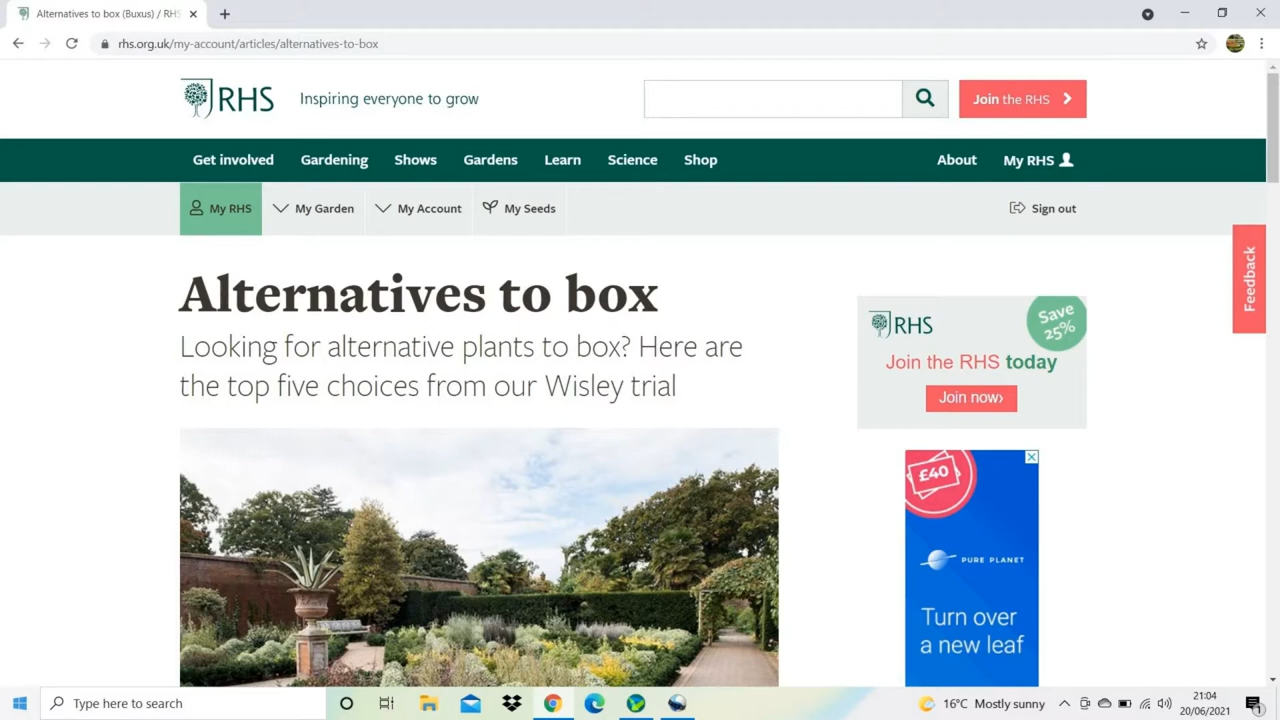 Alternatives to box (Buxus) / RHS
rhs.org.uk/my-account/articles/alternatives-to-box
RHS
Inspiring everyone to grow
Join the RHS
Get involved
Gardening
Shows
Gardens
Learn
Science
Shop
About
My RHS
My RHS
My Garden
My Account
My Seeds
Sign out
Feedback
Alternatives to box
Looking for alternative plants to box? Here are
the top five choices from our Wisley trial
RHS
Save
25%
Join the RHS today
Join now›
£40
PURE PLANET
Turn over
a new leaf
Type here to search
16°C Mostly sunny
21:04
20/06/2021
1